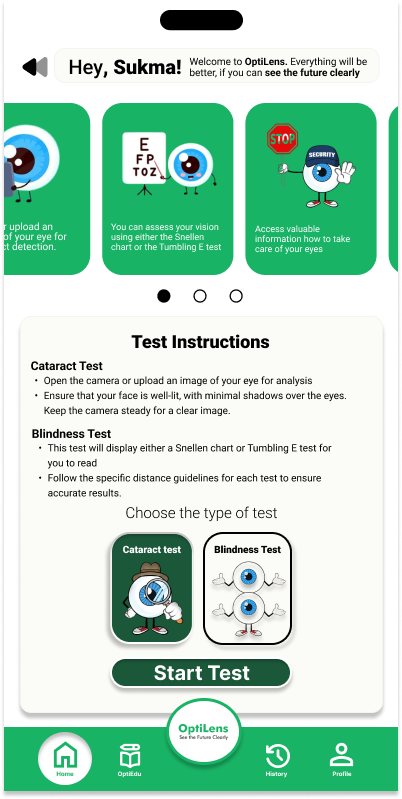 Hey, Sukma!
Welcome to OptiLens. Everything will be
better, if you can see the future clearly
r upload an
of your eye for
ct detection.
E
F P
T O Z
You can assess your vision
using either the Snellen
chart or the Tumbling E test
STOP
SECURITY
Access valuable
information how to take
care of your eyes
Test Instructions
Cataract Test
• Open the camera or upload an image of your eye for analysis
• Ensure that your face is well-lit, with minimal shadows over the eyes.
Keep the camera steady for a clear image.
Blindness Test
• This test will display either a Snellen chart or Tumbling E test for
you to read
• Follow the specific distance guidelines for each test to ensure
accurate results.
Choose the type of test
Cataract test
Blindness Test
Start Test
OptiLens
See the Future Clearly
Home
OptiEdu
History
Profile